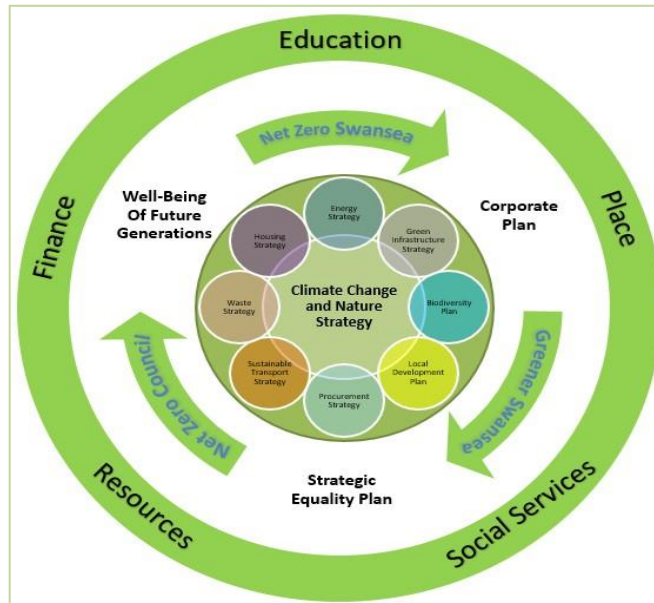 Education
Net Zero Swansea
Well-Being
Of Future
Generations
Corporate
Plan
Finance
Place
Energy
Strategy
Housing
Strategy
Green
Infrastructure
Strategy
Waste
Strategy
Climate Change
and Nature
Strategy
Biodiversity
Plan
Sustainable
Transport
Strategy
Local
Development
Plan
Procurement
Strategy
Net Zero Council
Greener Swansea
Strategic
Equality Plan
Resources
Social Services